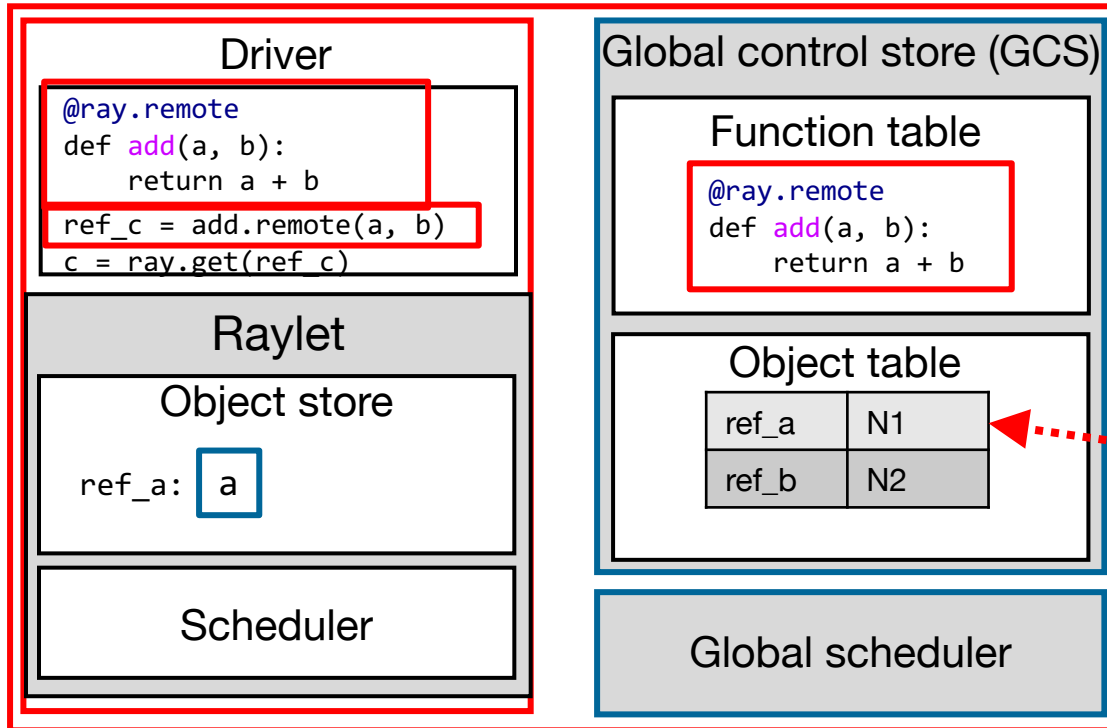 Driver
@ray.remote
def add(a, b):
    return a + b
ref_c = add.remote(a, b)
c = ray.get(ref_c)
Raylet
Object store
ref_a: a
Scheduler
Global control store (GCS)
Function table
@ray.remote
def add(a, b):
    return a + b
Object table
ref_a N1
ref_b N2
Global scheduler